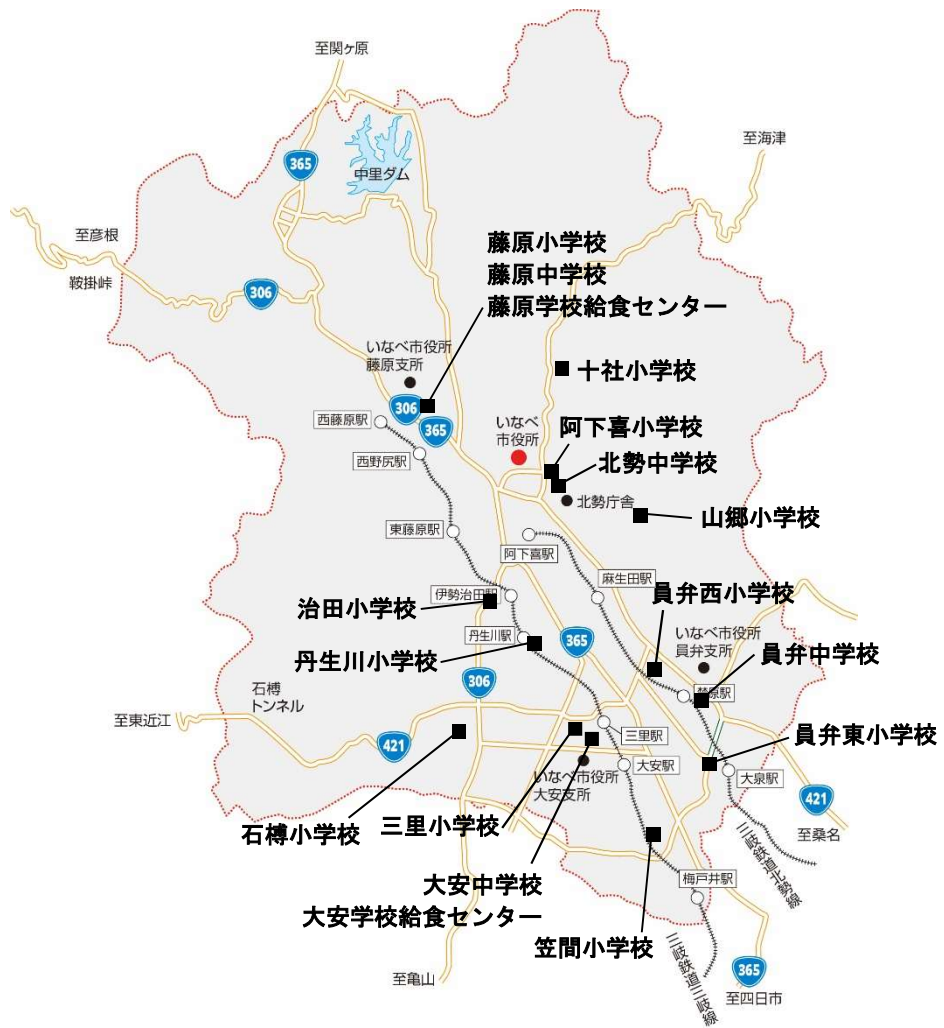 至関ヶ原
365
中里ダム
至海津
至彦根
鞍掛峠
306
藤原小学校
藤原中学校
藤原学校給食センター
いなべ市役所
藤原支所
十社小学校
306
365
西藤原駅
いなべ
市役所
阿下喜小学校
西野尻駅
北勢中学校
北勢庁舎
山郷小学校
東藤原駅
阿下喜駅
麻生田駅
伊勢治田駅
治田小学校
員弁西小学校
丹生川駅
365
いなべ市役所
員弁支所
丹生川小学校
員弁中学校
306
石榑
トンネル
楚原駅
至東近江
421
三里駅
員弁東小学校
大安駅
大泉駅
いなべ市役所
大安支所
421
石榑小学校
三里小学校
至桑名
三岐鉄道北勢線
大安中学校
大安学校給食センター
梅戸井駅
笠間小学校
三岐鉄道三岐線
至亀山
365
至四日市